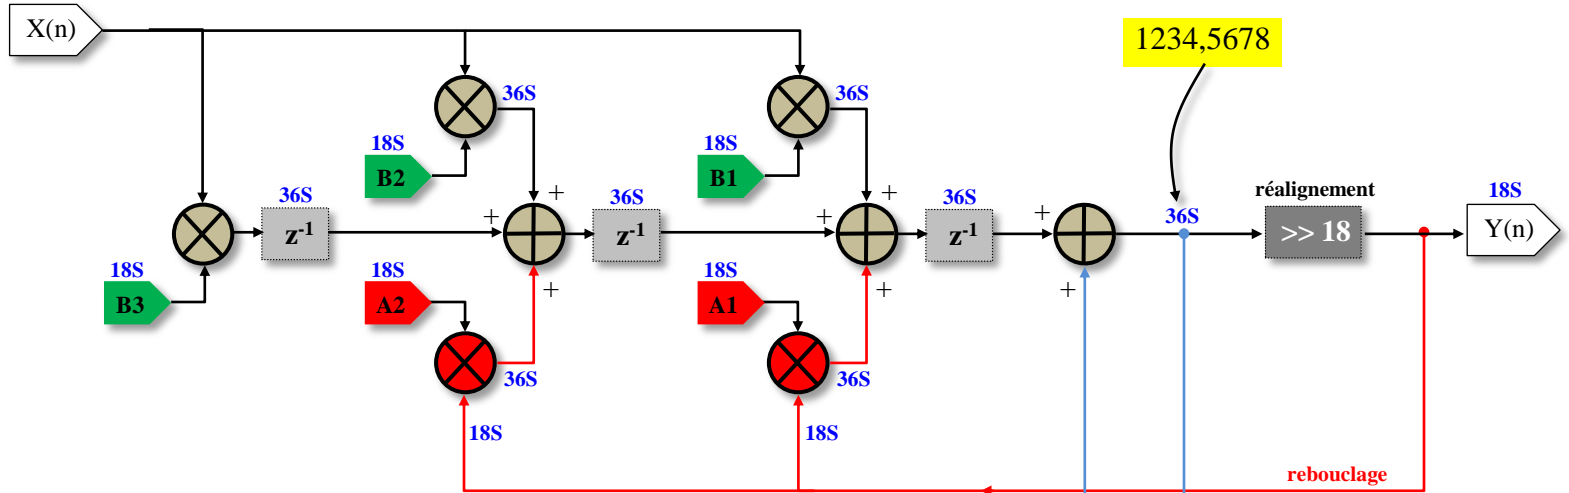 X(n)
1234,5678
36S
36S
18S
18S
B2
B1
réalignement
18S
36S
+
36S
+
36S
+
+
+
36S
z-1
z-1
z-1
>> 18
Y(n)
18S
18S
18S
+
+
+
B3
A2
A1
36S
36S
18S
18S
rebouclage